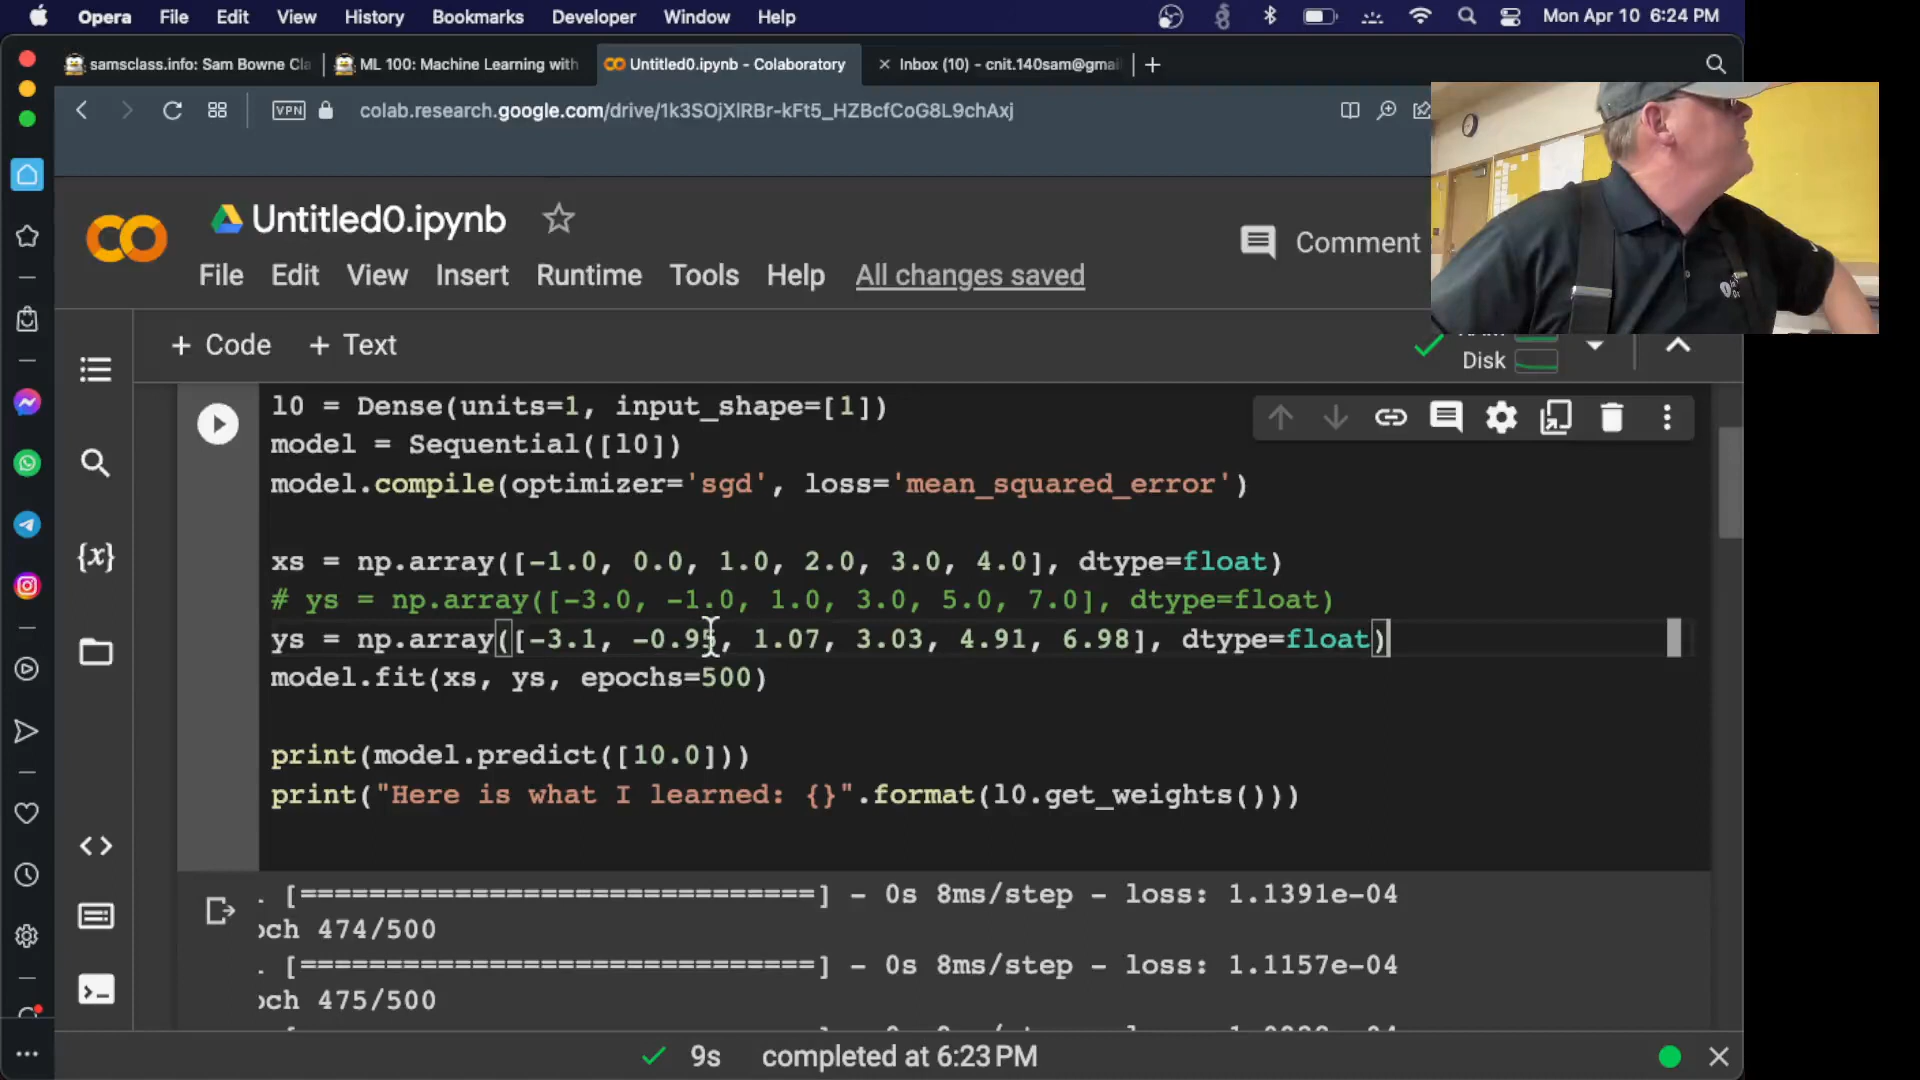 Opera File Edit View History Bookmarks Developer Window Help Mon Apr 10 6:24 PM
samsclass.info: Sam Bowne Cla ML 100: Machine Learning with Untitled0.ipynb - Colaboratory Inbox (10) - cnit.140sam@gmai
VPN colab.research.google.com/drive/1k3SOjXlRBr-kFt5_HZBcfCoG8L9chAxj
Untitled0.ipynb
Comment
File Edit View Insert Runtime Tools Help All changes saved
+ Code + Text
Disk
l0 = Dense(units=1, input_shape=[1])
model = Sequential([l0])
model.compile(optimizer='sgd', loss='mean_squared_error')
xs = np.array([-1.0, 0.0, 1.0, 2.0, 3.0, 4.0], dtype=float)
# ys = np.array([-3.0, -1.0, 1.0, 3.0, 5.0, 7.0], dtype=float)
ys = np.array([-3.1, -0.95, 1.07, 3.03, 4.91, 6.98], dtype=float)
model.fit(xs, ys, epochs=500)
print(model.predict([10.0]))
print("Here is what I learned: {}".format(l0.get_weights()))
[==============================] - 0s 8ms/step - loss: 1.1391e-04
och 474/500
[==============================] - 0s 8ms/step - loss: 1.1157e-04
och 475/500
9s completed at 6:23 PM